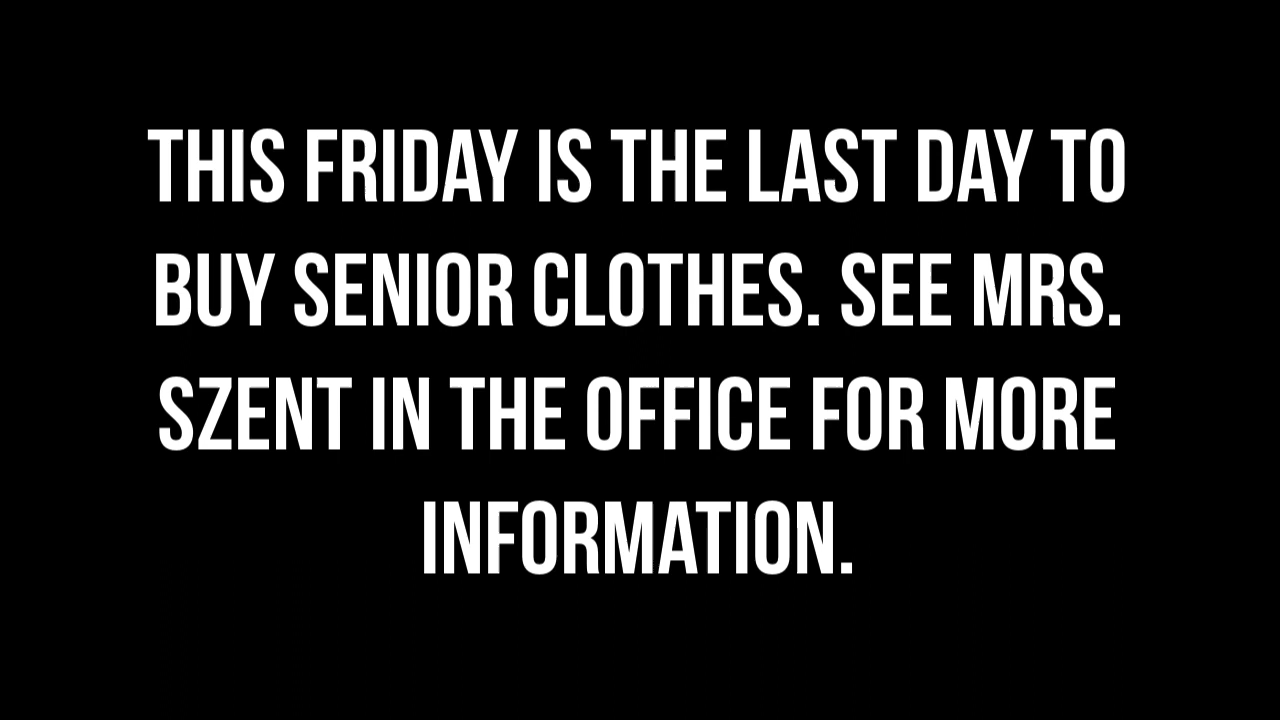 THIS FRIDAY IS THE LAST DAY TO
BUY SENIOR CLOTHES. SEE MRS.
SZENT IN THE OFFICE FOR MORE
INFORMATION.